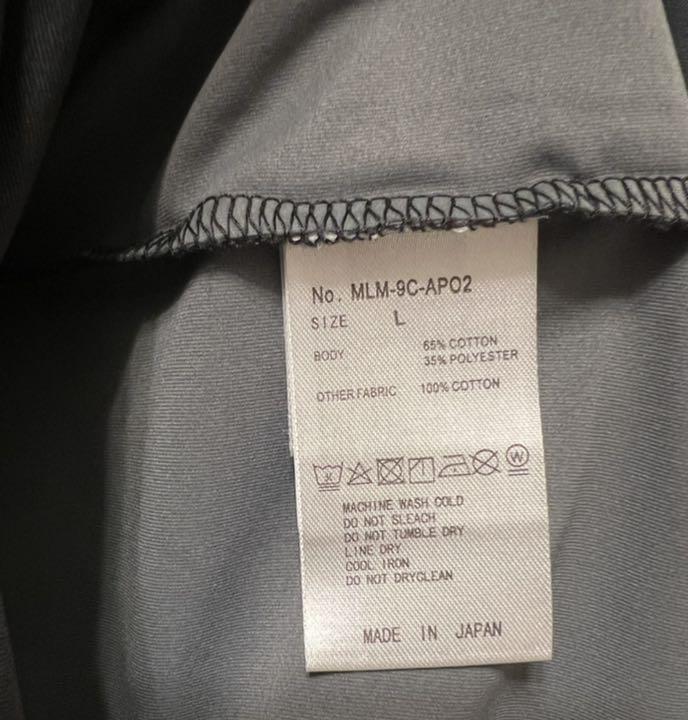 No. MLM-9C-AP02
SIZE L
BODY 65% COTTON
35% POLYESTER
OTHER FABRIC 100% COTTON
W
MACHINE WASH COLD
DO NOT BLEACH
DO NOT TUMBLE DRY
LINE DRY
COOL IRON
DO NOT DRYCLEAN
MADE IN JAPAN